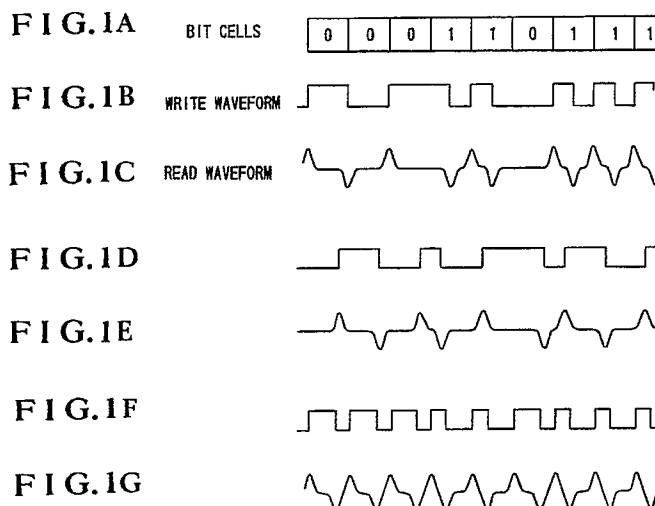 FIG.1A BIT CELLS 0 0 0 1 1 0 1 1 1
FIG.1B WRITE WAVEFORM
FIG.1C READ WAVEFORM
FIG.1D
FIG.1E
FIG.1F
FIG.1G